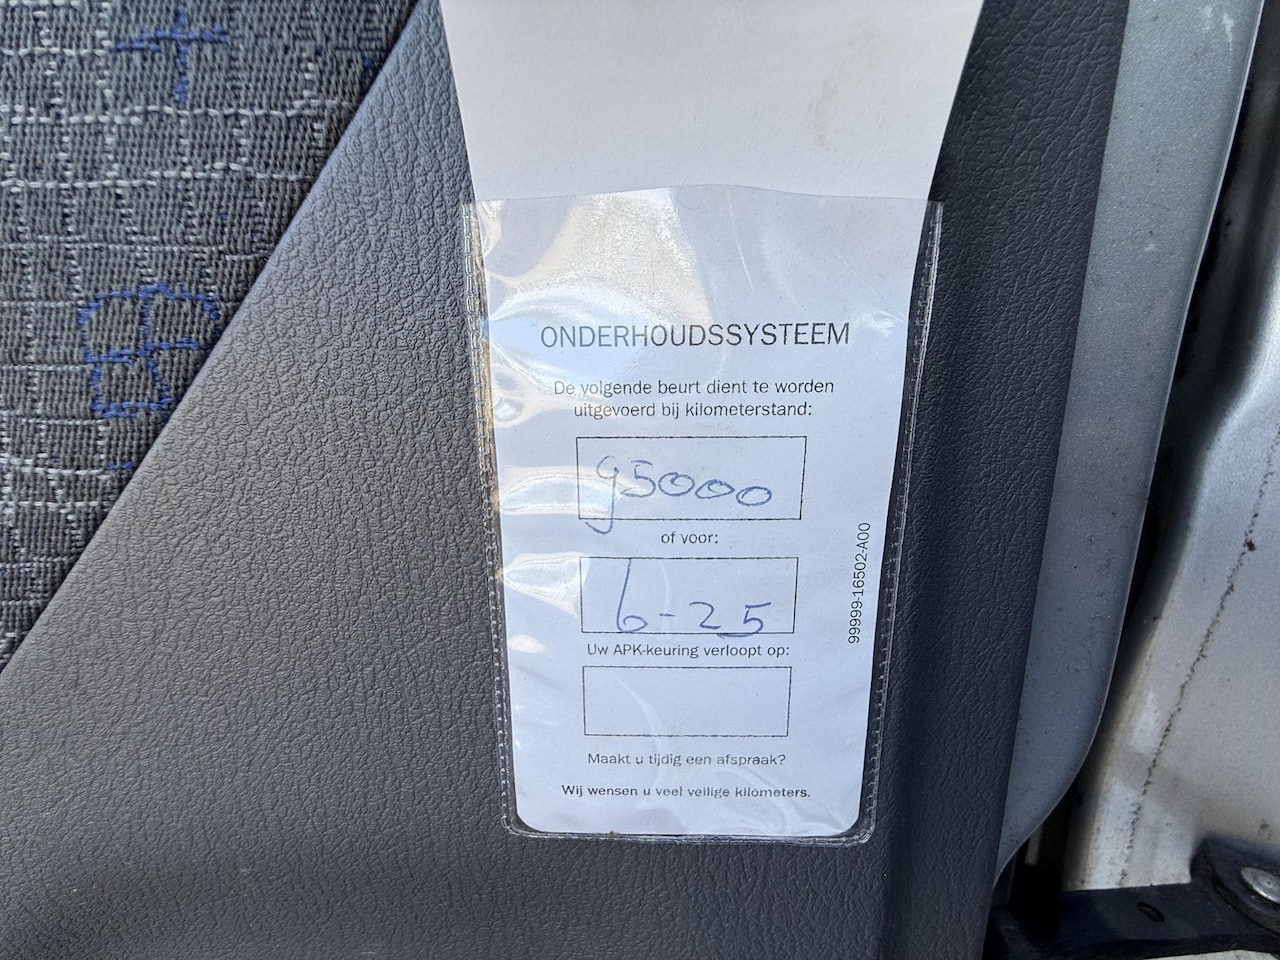 ONDERHOUDSSYSTEEM
De volgende beurt dient te worden
uitgevoerd bij kilometerstand:
95000
of voor:
6-25
Uw APK-keuring verloopt op:
Maakt u tijdig een afspraak?
Wij wensen u veel veilige kilometers.
99999-16502-A00